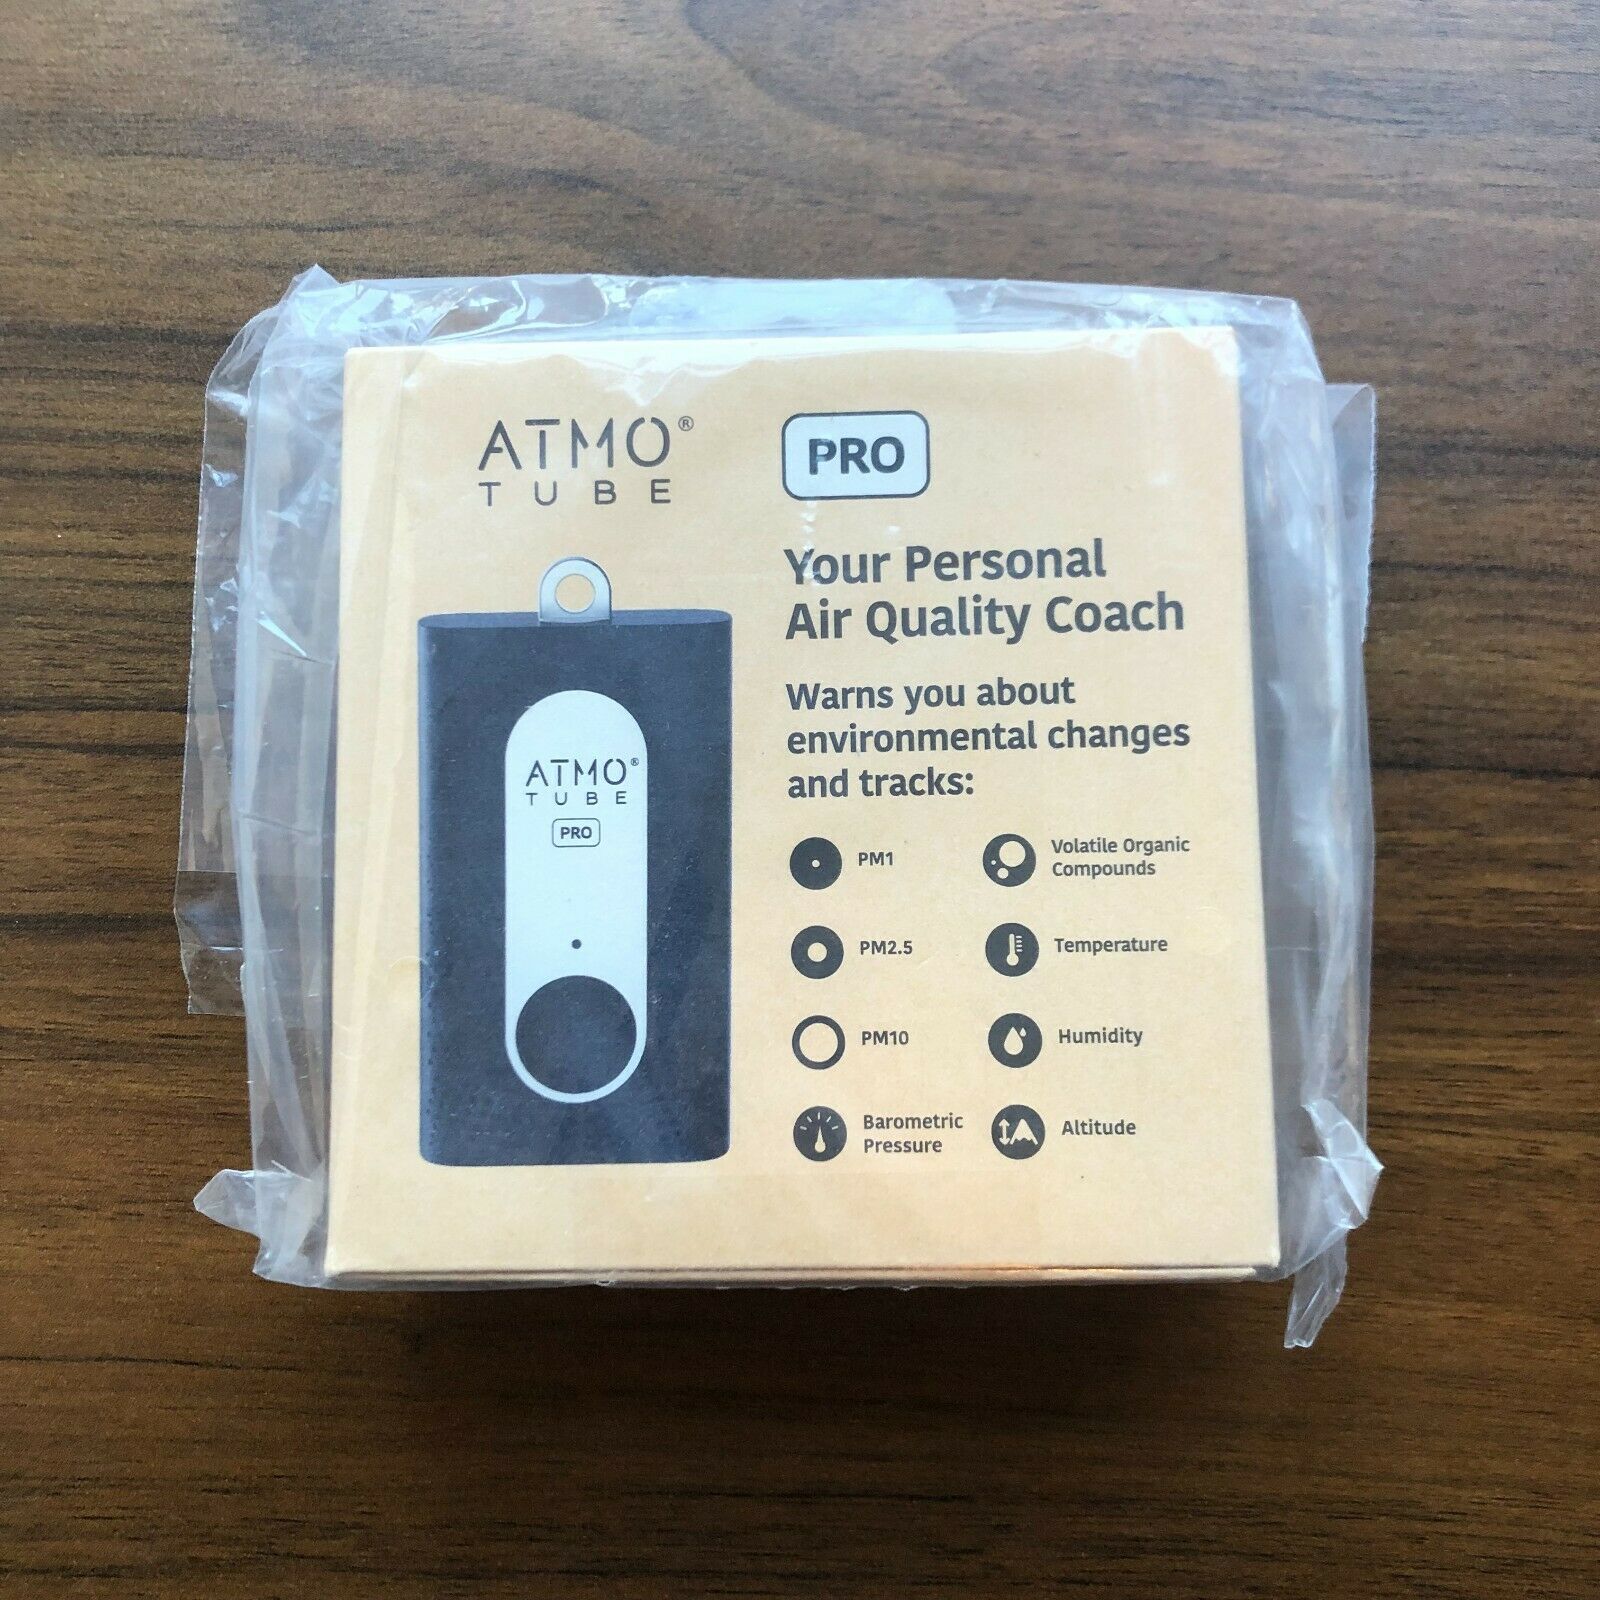 ATMO®
TUBE
PRO
Your Personal
Air Quality Coach
Warns you about
environmental changes
and tracks:
PM1
Volatile Organic
Compounds
PM2.5
Temperature
PM10
Humidity
Barometric
Pressure
Altitude
ATMO®
TUBE
PRO